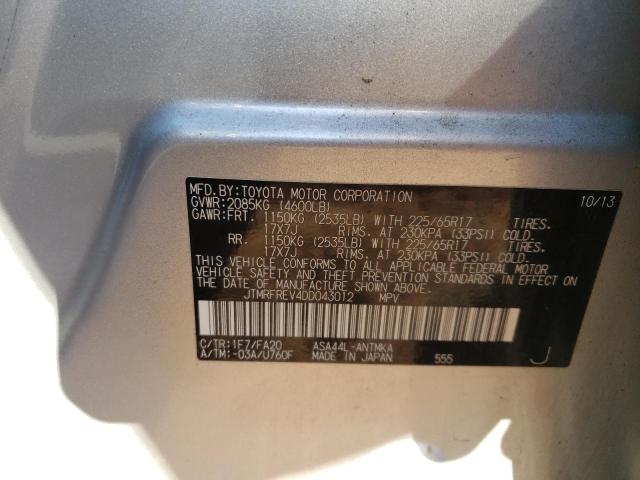 MFD.BY:TOYOTA MOTOR CORPORATION 10/13
GVWR:2085KG (4600LB)
GAWR:FRT. 1150KG (2535LB) WITH 225/65R17 TIRES.
17X7J RIMS. AT 230KPA (33PSI) COLD.
RR. 1150KG (2535LB) WITH 225/65R17 TIRES.
17X7J RIMS. AT 230KPA (33PSI) COLD.
THIS VEHICLE CONFORMS TO ALL APPLICABLE FEDERAL MOTOR
VEHICLE SAFETY AND THEFT PREVENTION STANDARDS IN EFFECT ON
THE DATE OF MANUFACTURE SHOWN ABOVE.
JTMRFREV4DD043012 MPV
C/TR:1F7/FA20 ASA44L-ANTMKA
A/TM:-03A/U760F MADE IN JAPAN 555 J